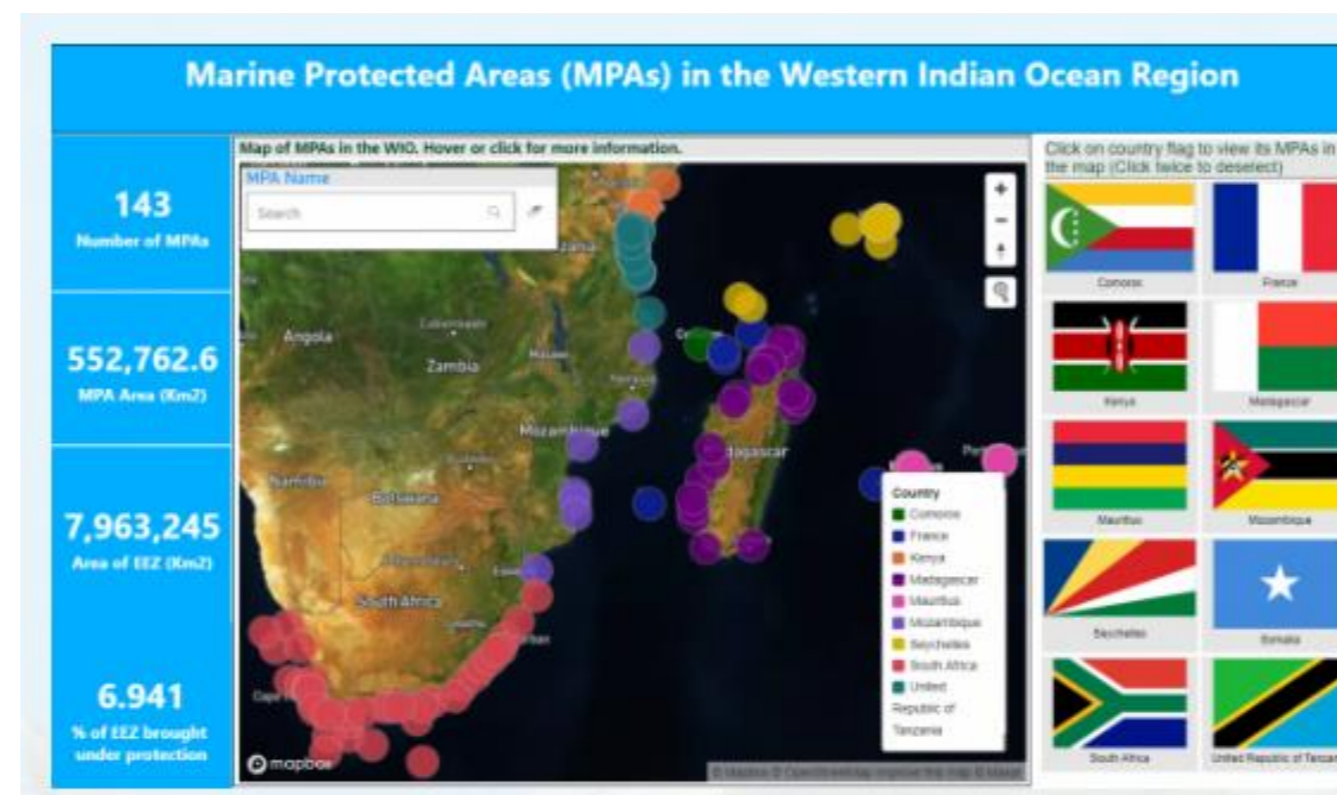 Marine Protected Areas (MPAs) in the Western Indian Ocean Region
143
Number of MPAs
552,762.6
MPA Area (Km2)
7,963,245
Area of EEZ (Km2)
6.941
% of EEZ brought
under protection
Map of MPAs in the WIO. Hover or click for more information.
MPA Name
Search
Angola
Zambia
Malawi
Mozambique
Namibia
Botswana
South Africa
dagascar
mapbox
Country
Comoros
France
Kenya
Madagascar
Mauritius
Mozambique
Seychelles
South Africa
United
Republic of
Tanzania
Click on country flag to view its MPAs in
the map (Click twice to deselect)
Comoros
France
Kenya
Madagascar
Mauritius
Mozambique
Seychelles
Somalia
South Africa
United Republic of Tanzan